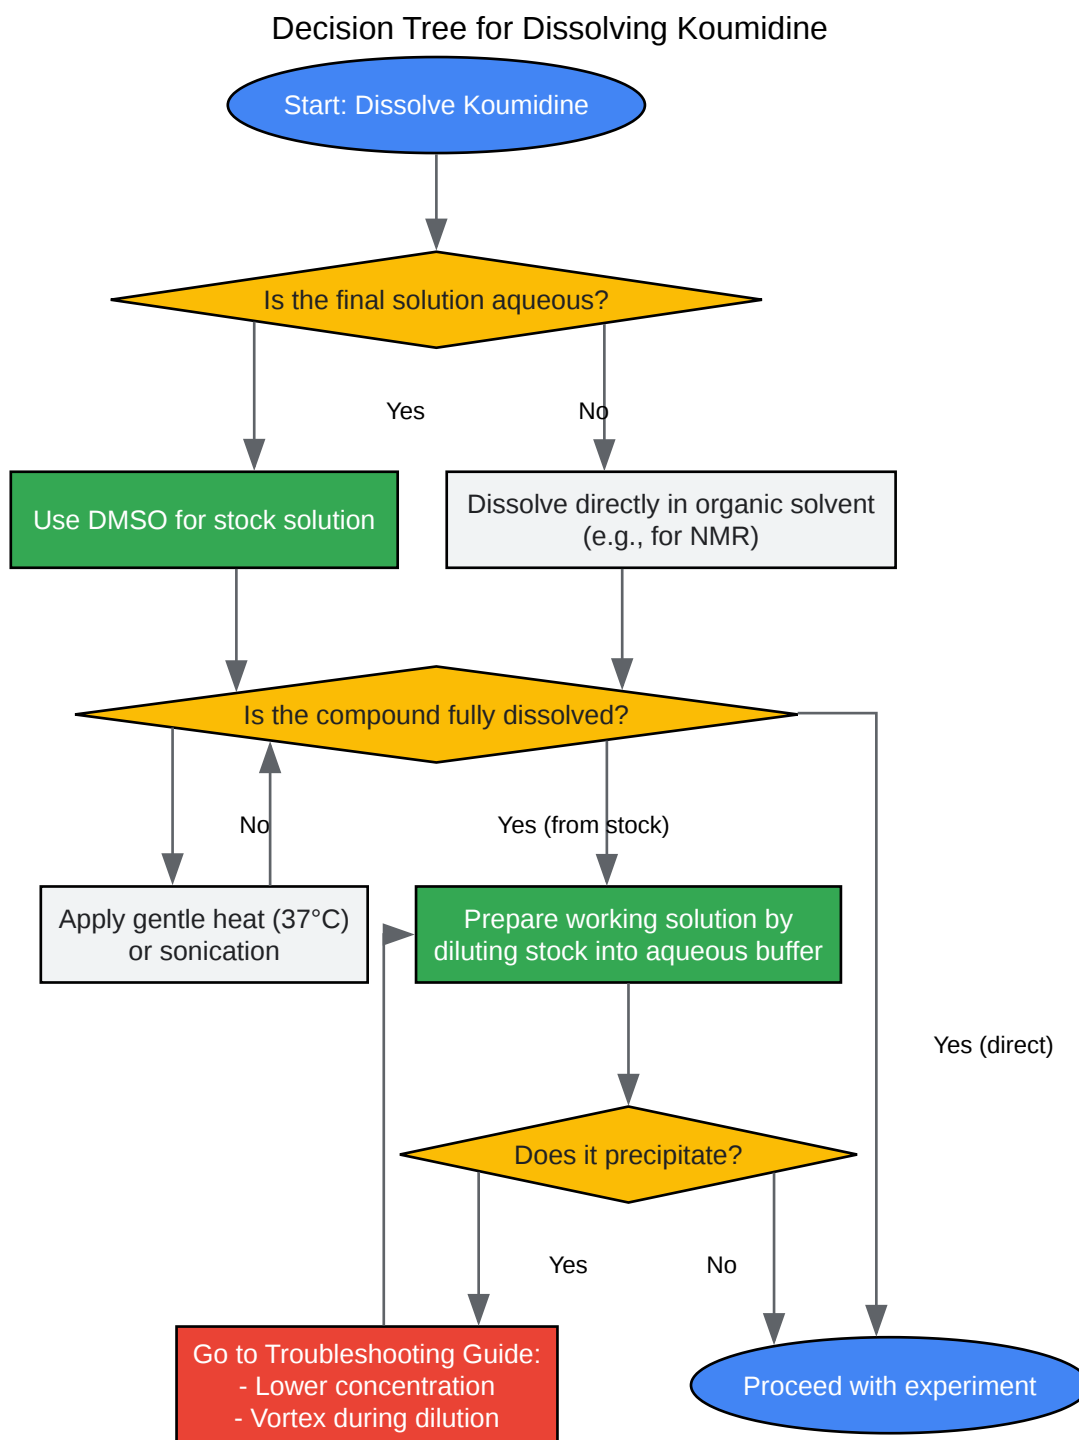 Decision Tree for Dissolving Koumidine
Start: Dissolve Koumidine
Is the final solution aqueous?
Yes
No
Use DMSO for stock solution
Dissolve directly in organic solvent
(e.g., for NMR)
Is the compound fully dissolved?
No
Yes (from stock)
Apply gentle heat (37°C)
or sonication
Prepare working solution by
diluting stock into aqueous buffer
Yes (direct)
Does it precipitate?
Yes
No
Go to Troubleshooting Guide:
- Lower concentration
- Vortex during dilution
Proceed with experiment